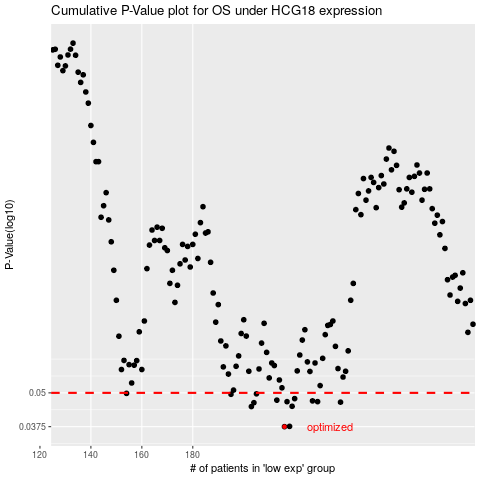 Cumulative P-Value plot for OS under HCG18 expression
P-Value(log10)
0.05
0.0375
optimized
120 140 160 180
# of patients in 'low exp' group